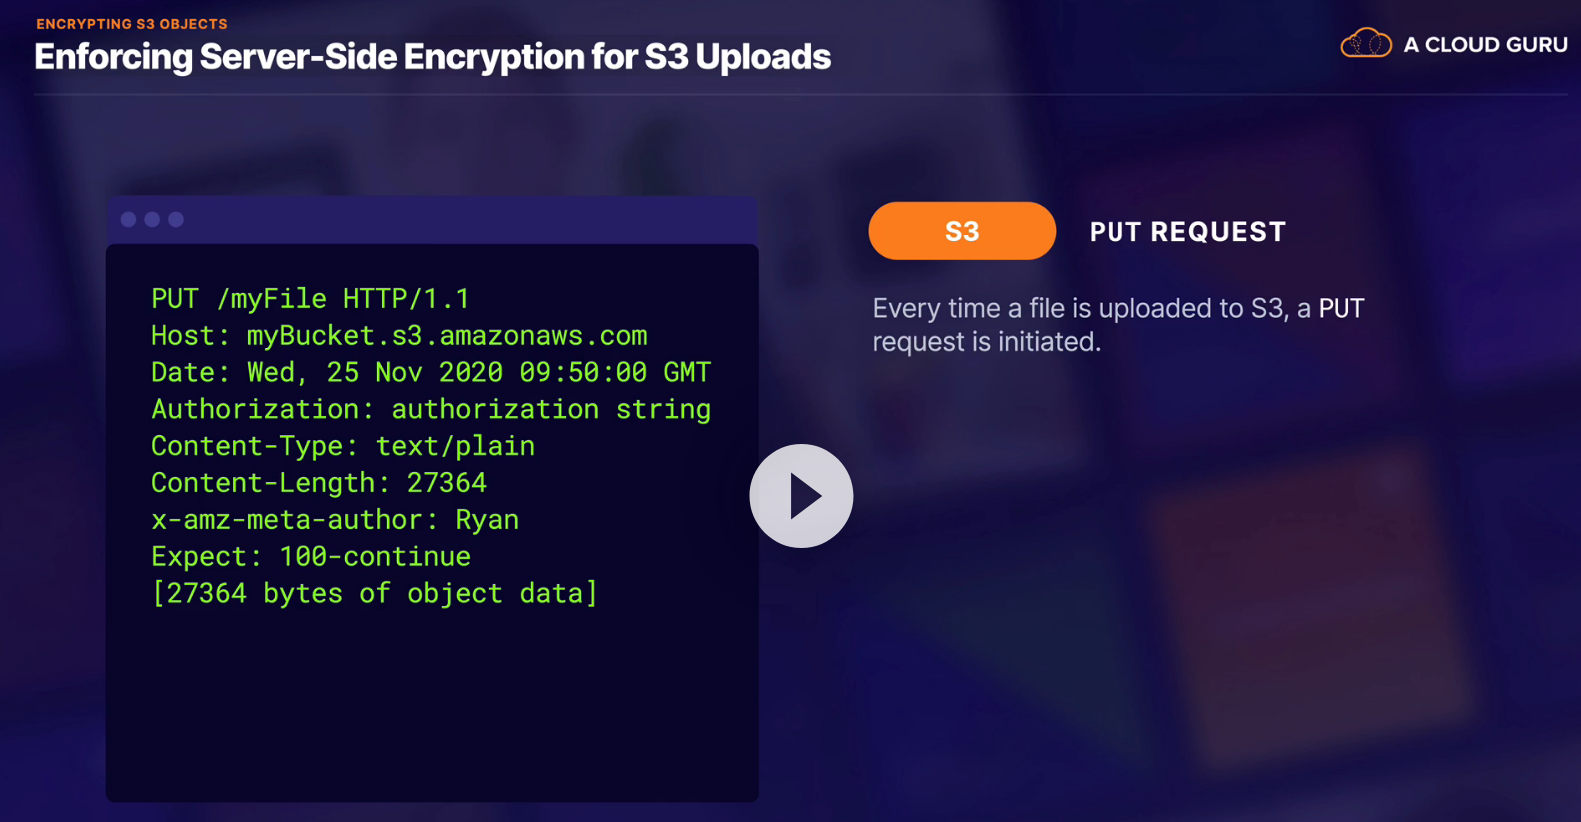 ENCRYPTING S3 OBJECTS
Enforcing Server-Side Encryption for S3 Uploads
A CLOUD GURU
PUT /myFile HTTP/1.1
Host: myBucket.s3.amazonaws.com
Date: Wed, 25 Nov 2020 09:50:00 GMT
Authorization: authorization string
Content-Type: text/plain
Content-Length: 27364
x-amz-meta-author: Ryan
Expect: 100-continue
[27364 bytes of object data]
S3 PUT REQUEST
Every time a file is uploaded to S3, a PUT
request is initiated.